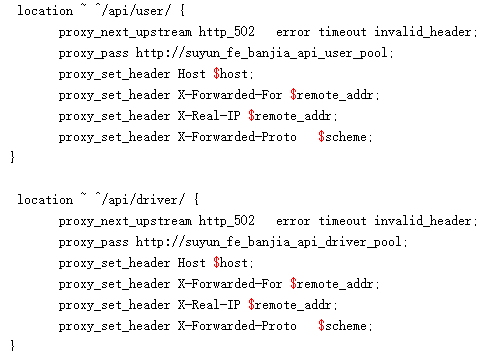 location ~ ^/api/user/ {
proxy_next_upstream http_502 error timeout invalid_header;
proxy_pass http://suyun_fe_banjia_api_user_pool;
proxy_set_header Host $host;
proxy_set_header X-Forwarded-For $remote_addr;
proxy_set_header X-Real-IP $remote_addr;
proxy_set_header X-Forwarded-Proto $scheme;
}
location ~ ^/api/driver/ {
proxy_next_upstream http_502 error timeout invalid_header;
proxy_pass http://suyun_fe_banjia_api_driver_pool;
proxy_set_header Host $host;
proxy_set_header X-Forwarded-For $remote_addr;
proxy_set_header X-Real-IP $remote_addr;
proxy_set_header X-Forwarded-Proto $scheme;
}